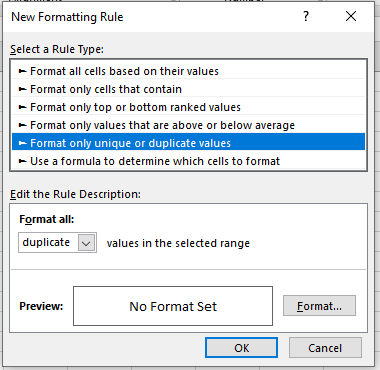 New Formatting Rule
?
Select a Rule Type:
► Format all cells based on their values
► Format only cells that contain
► Format only top or bottom ranked values
► Format only values that are above or below average
► Format only unique or duplicate values
► Use a formula to determine which cells to format
Edit the Rule Description:
Format all:
duplicate values in the selected range
Preview: No Format Set Format...
OK Cancel